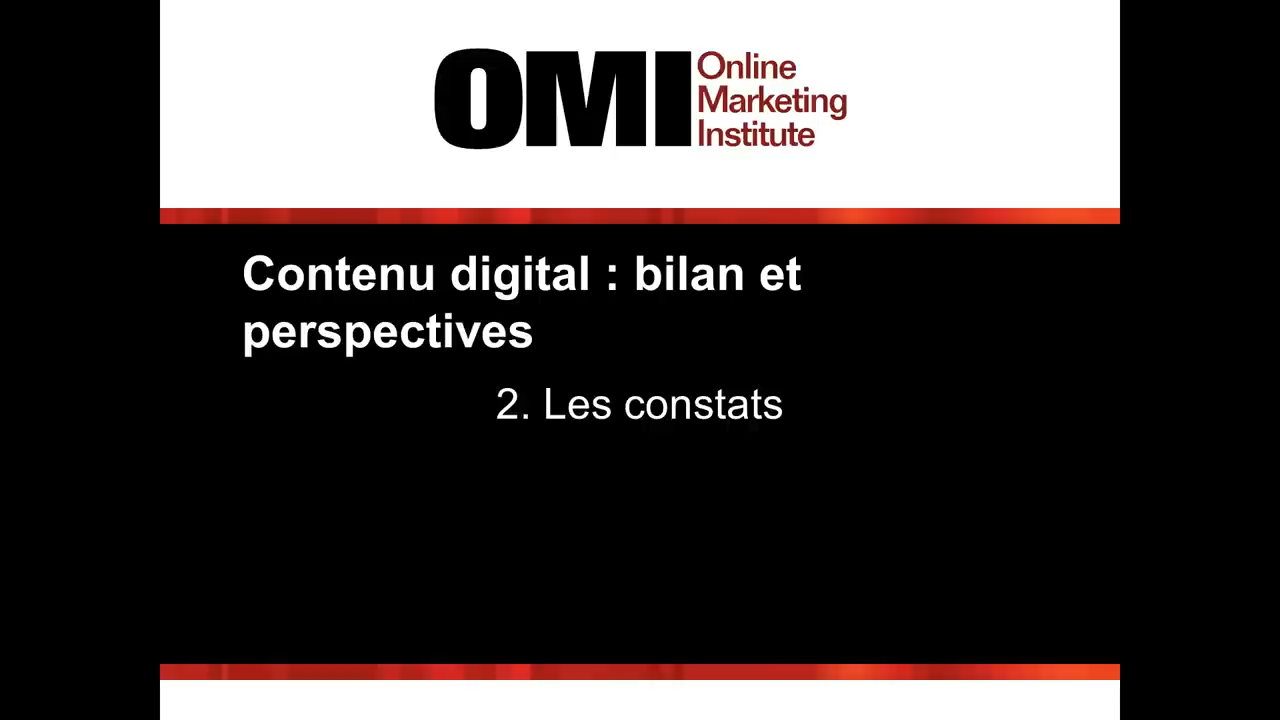 OMI
Online
Marketing
Institute
Contenu digital : bilan et
perspectives
2. Les constats